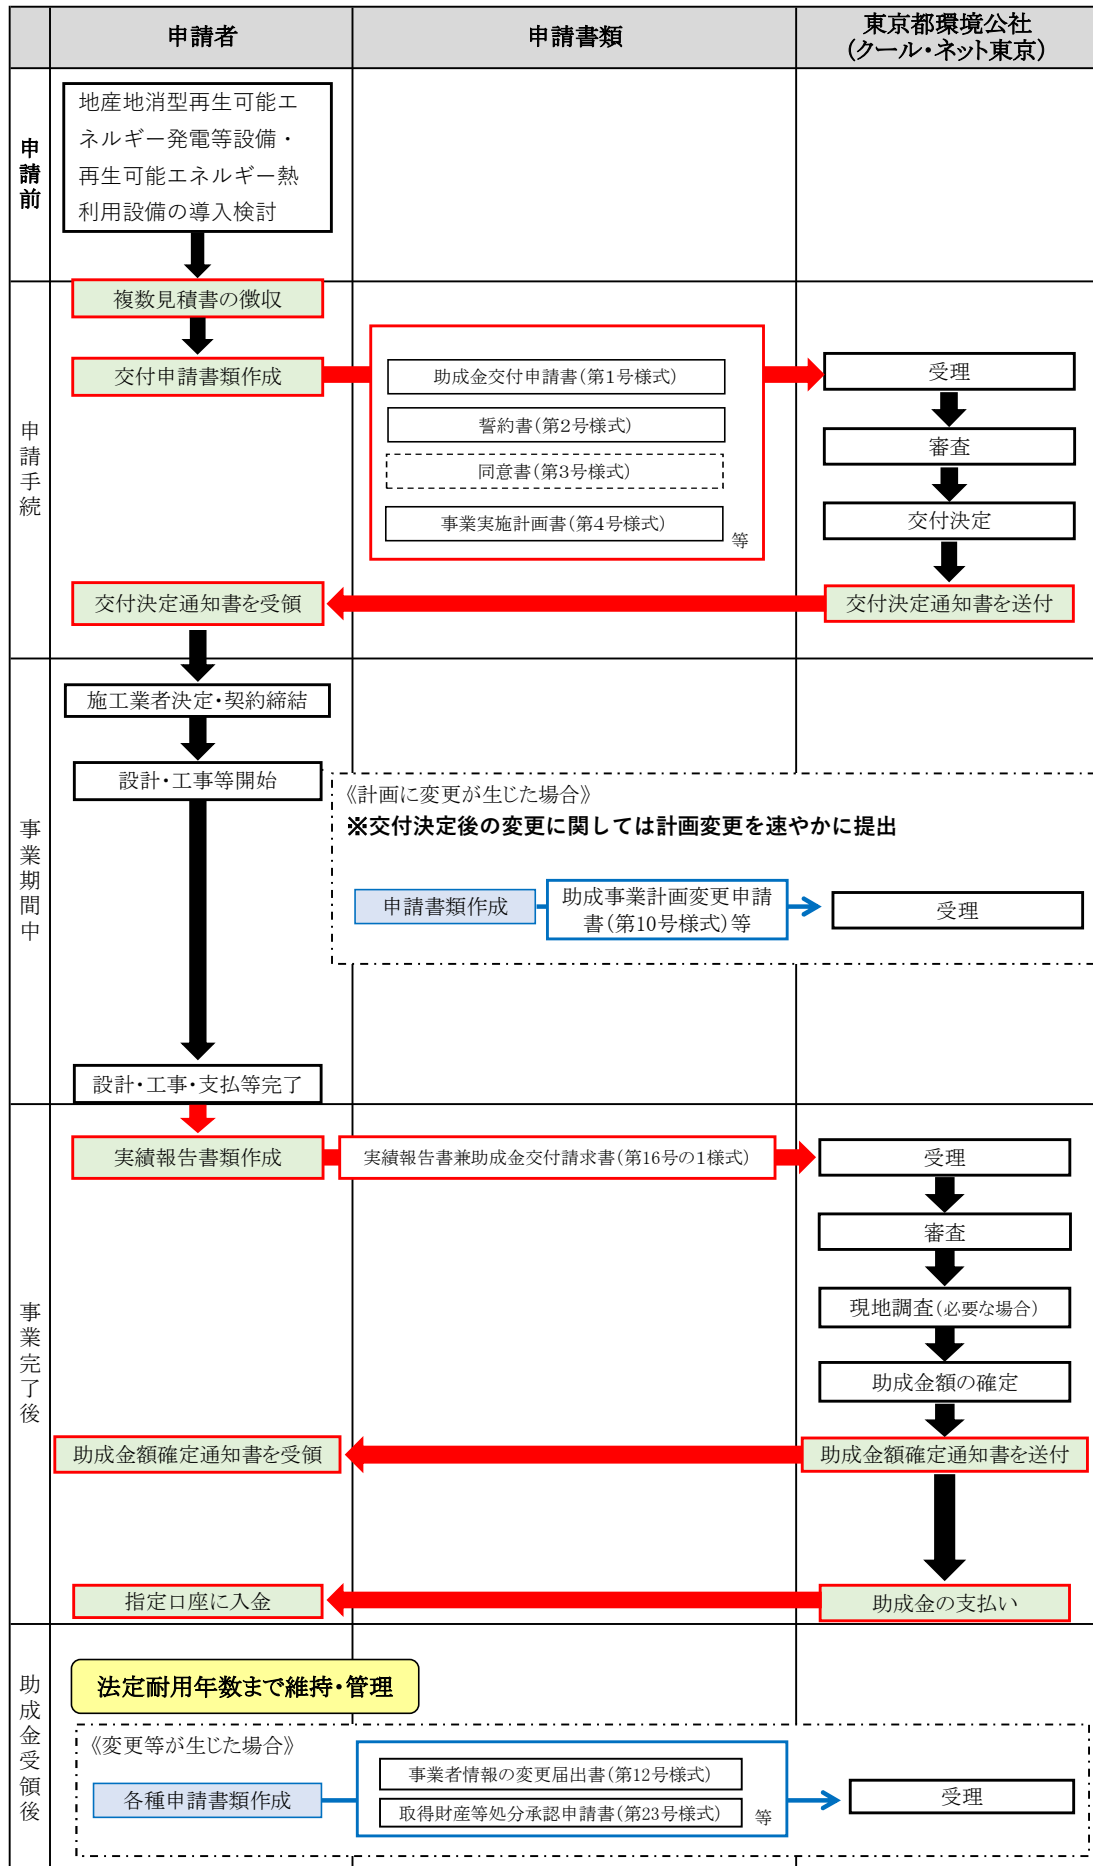 申請者
申請書類
東京都環境公社
(クール・ネット東京)
申請前
地産地消型再生可能エ
ネルギー発電等設備・
再生可能エネルギー熱
利用設備の導入検討
申請手続
複数見積書の徴収
交付申請書類作成
助成金交付申請書(第1号様式)
誓約書(第2号様式)
同意書(第3号様式)
事業実施計画書(第4号様式)
等
受理
審査
交付決定
交付決定通知書を受領
交付決定通知書を送付
事業期間中
施工業者決定・契約締結
設計・工事等開始
《計画に変更が生じた場合》
※交付決定後の変更に関しては計画変更を速やかに提出
申請書類作成
助成事業計画変更申請
書(第10号様式)等
受理
設計・工事・支払等完了
事業完了後
実績報告書類作成
実績報告書兼助成金交付請求書(第16号の1様式)
受理
審査
現地調査(必要な場合)
助成金額の確定
助成金額確定通知書を受領
助成金額確定通知書を送付
指定口座に入金
助成金の支払い
助成金受領後
法定耐用年数まで維持・管理
《変更等が生じた場合》
各種申請書類作成
事業者情報の変更届出書(第12号様式)
取得財産等処分承認申請書(第23号様式)
等
受理